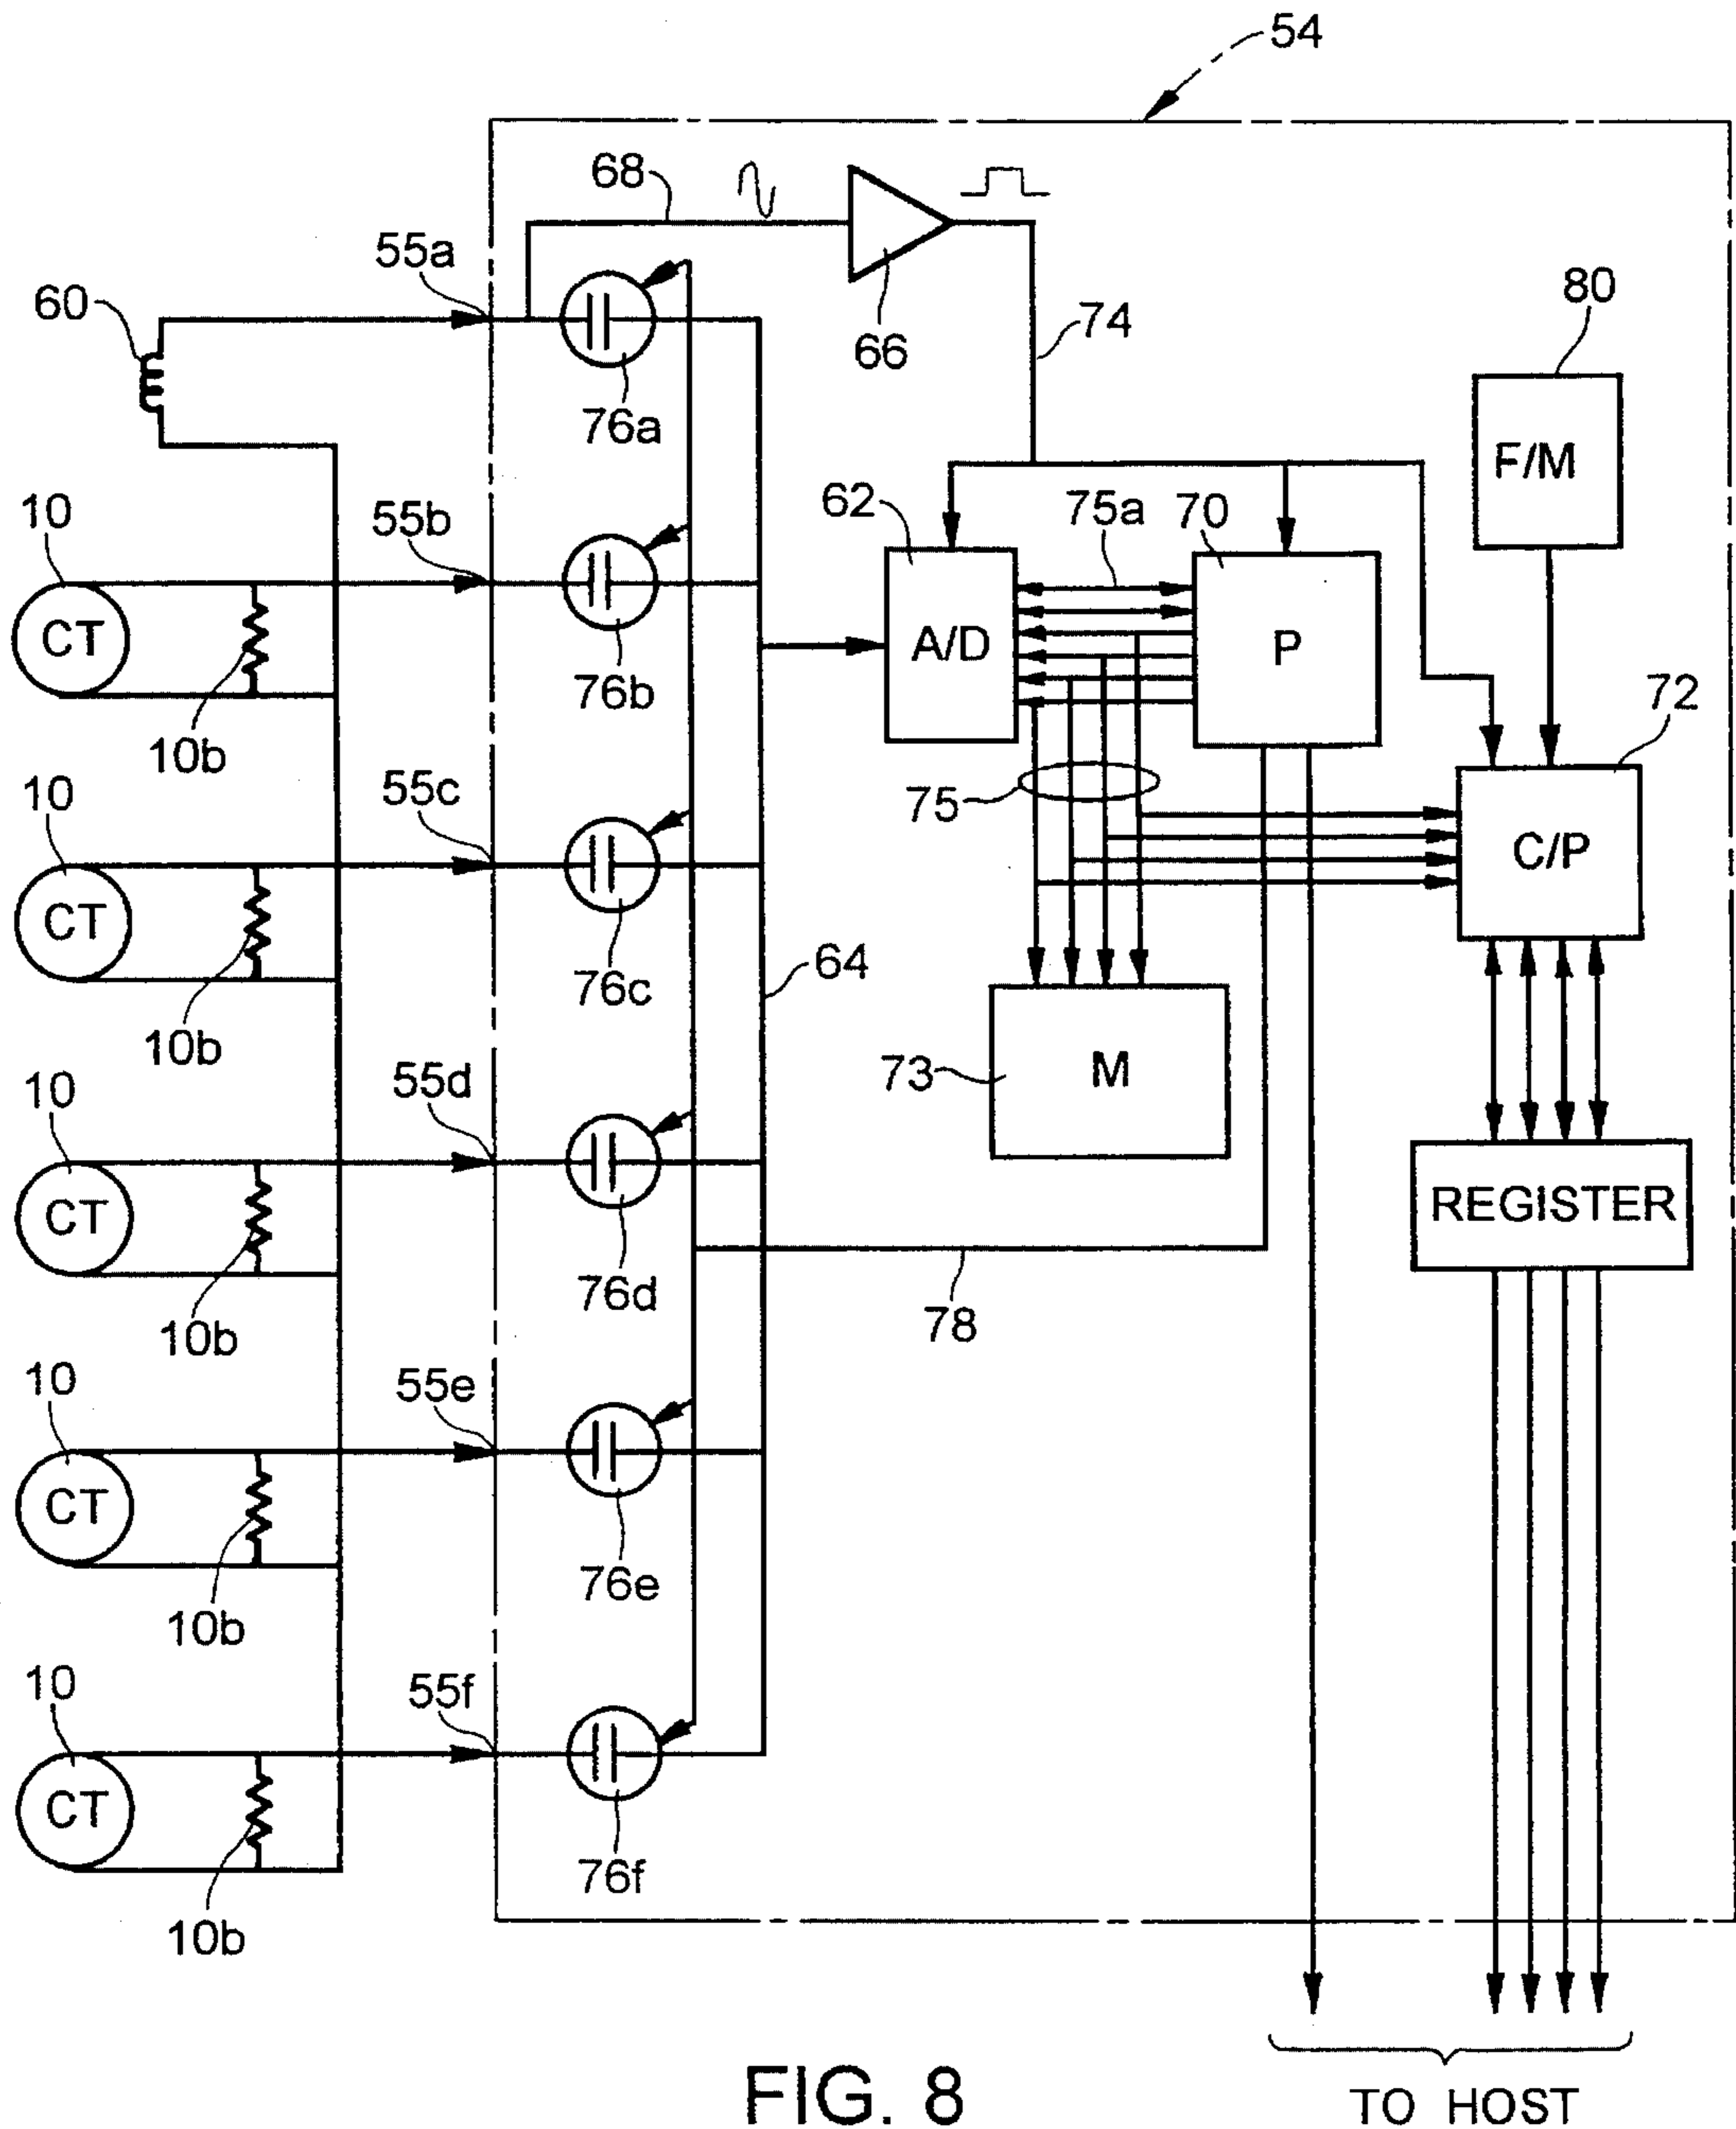 54
68
55a
60
66
74
80
76a
F/M
10
55b
62
75a
70
CT
A/D
P
76b
72
10b
10
55c
75
C/P
CT
76c
64
10b
73
M
10
55d
CT
REGISTER
76d
78
10b
10
55e
CT
76e
10b
10
55f
CT
76f
10b
FIG. 8
TO HOST